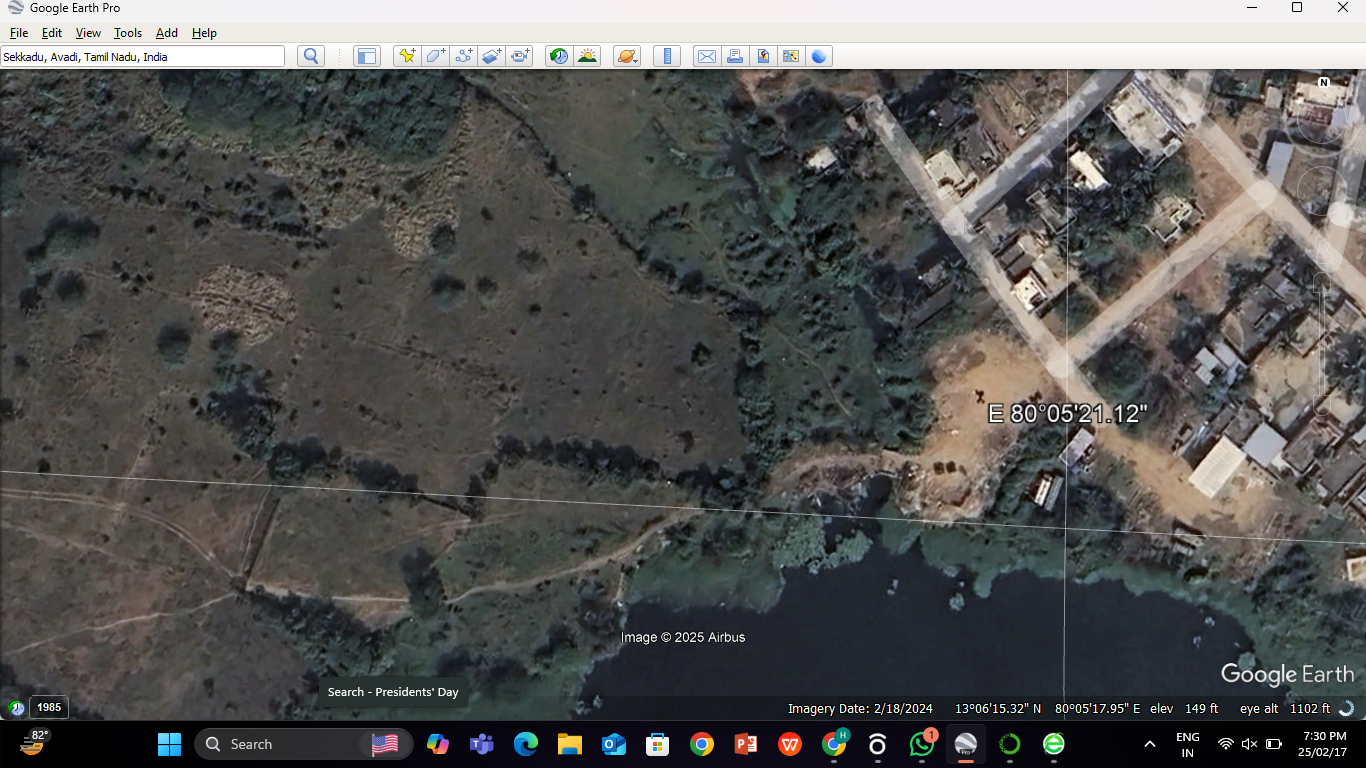 Google Earth Pro
File Edit View Tools Add Help
Sekkadu, Avadi, Tamil Nadu, India
N
E 80°05'21.12"
Image © 2025 Airbus
Google Earth
Search - Presidents' Day
1985
Imagery Date: 2/18/2024 13°06'15.32" N 80°05'17.95" E elev 149 ft eye alt 1102 ft
82°
Search
H
1
Pro
ENG
IN
7:30 PM
25/02/17